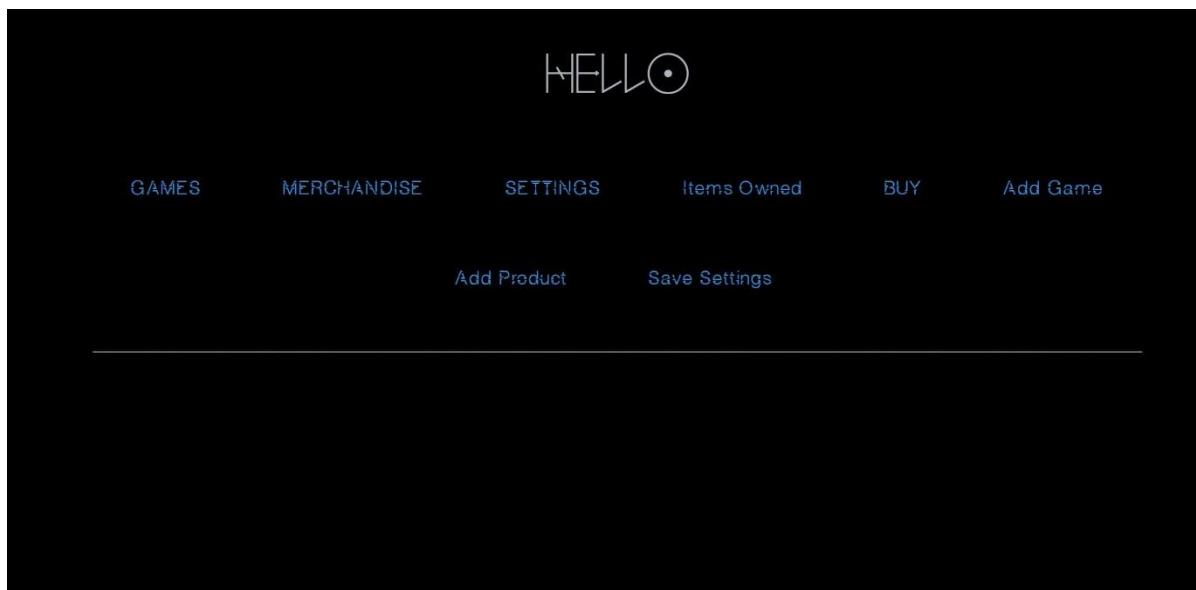 HELLO
GAMES MERCHANDISE SETTINGS Items Owned BUY Add Game
Add Product Save Settings